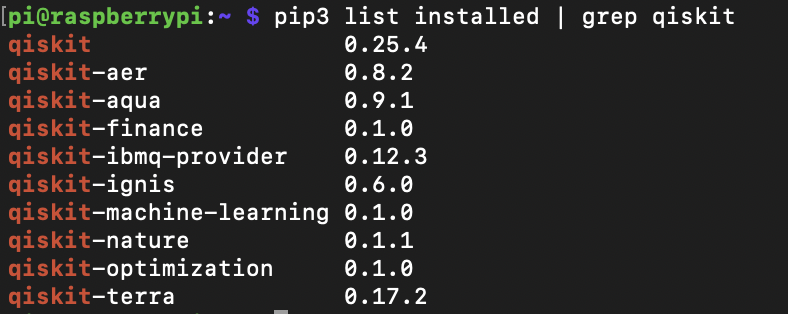 [pi@raspberrypi:~ $ pip3 list installed | grep qiskit
qiskit 0.25.4
qiskit-aer 0.8.2
qiskit-aqua 0.9.1
qiskit-finance 0.1.0
qiskit-ibmq-provider 0.12.3
qiskit-ignis 0.6.0
qiskit-machine-learning 0.1.0
qiskit-nature 0.1.1
qiskit-optimization 0.1.0
qiskit-terra 0.17.2